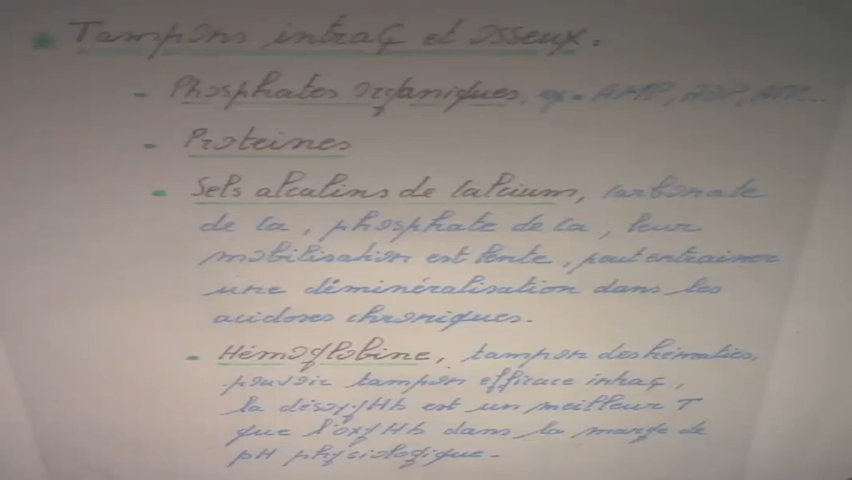 * Tampons intraç et osseux.
- Phosphates organiques. ex = AMP, ADP, ATP...
- Protéines
- Sels alcalins de calcium, carbonate
de Ca, phosphate de Ca, leur
mobilisation est lente, peut entrainer
une déminéralisation dans les
acidoses chroniques.
- Hémoglobine, tampon des hématies,
pouvoir tampon efficace intraç,
la désoxyHb est un meilleur T
que l'oxyHb dans la marge de
pH physiologique.